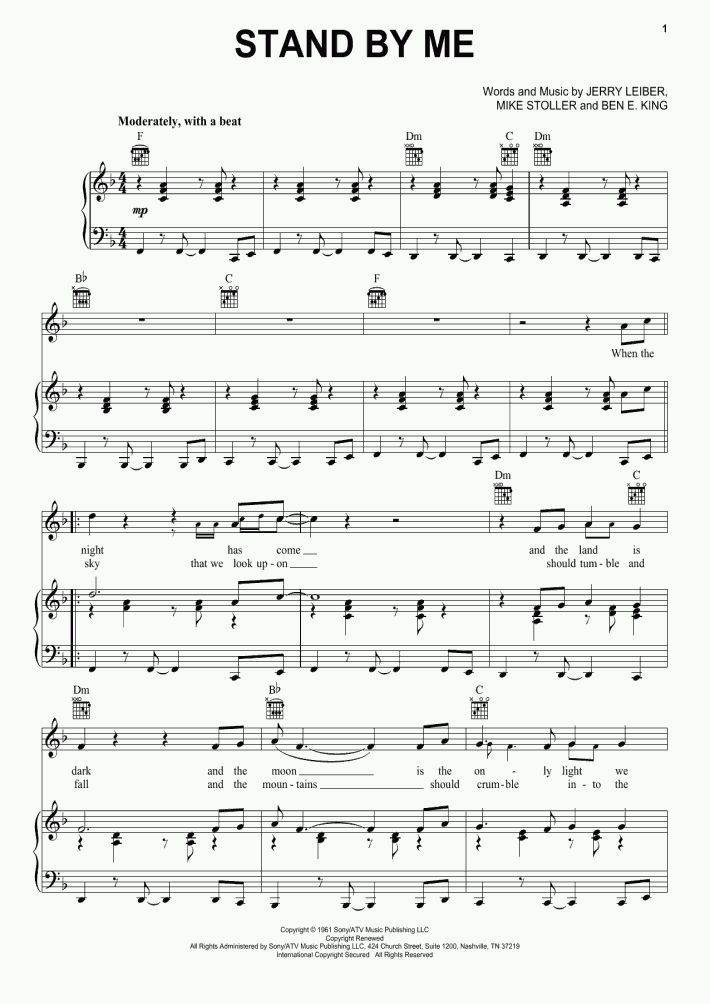 1
STAND BY ME
Words and Music by JERRY LEIBER,
MIKE STOLLER and BEN E. KING
Moderately, with a beat
F Dm C Dm
mp
B♭ C F
When the
Dm C
night has come and the land is
sky that we look up - on should tum - ble and
Dm B♭ C
dark and the moon is the on - ly light we
fall and the moun - tains should crum - ble in - to the
Copyright © 1961 Sony/ATV Music Publishing LLC
Copyright Renewed
All Rights Administered by Sony/ATV Music Publishing LLC, 424 Church Street, Suite 1200, Nashville, TN 37219
International Copyright Secured All Rights Reserved